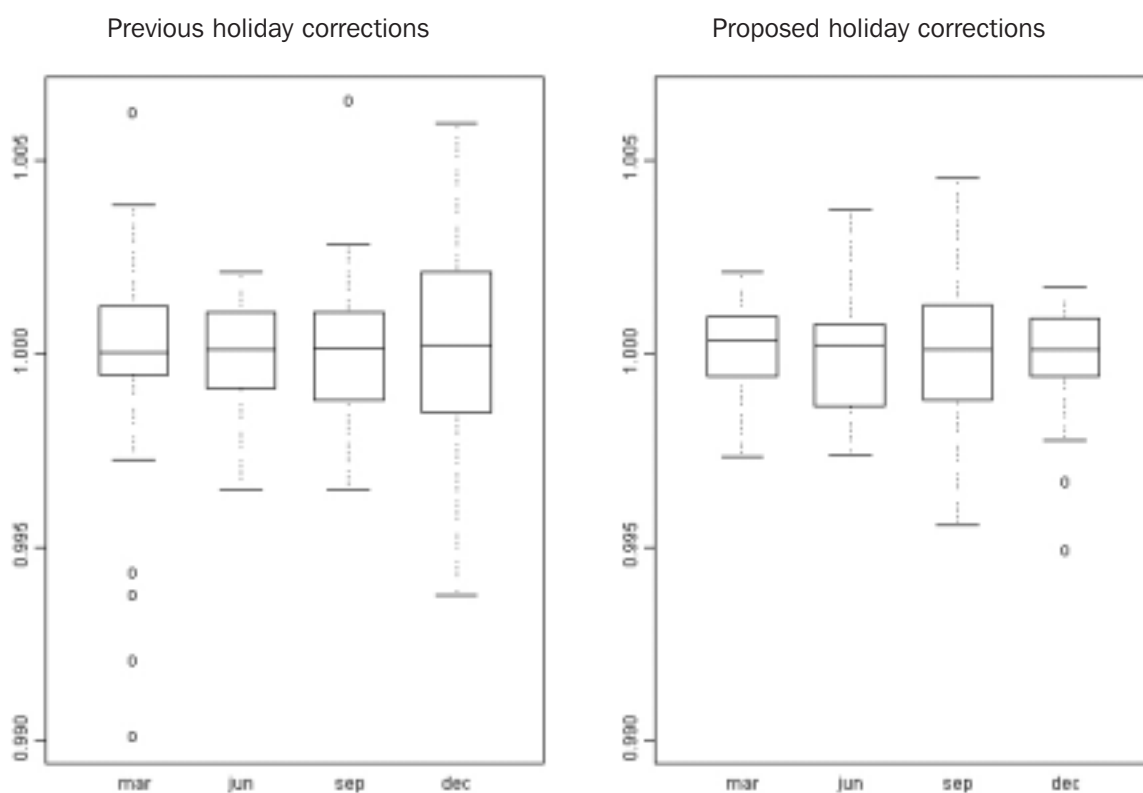 Previous holiday corrections
Proposed holiday corrections
1.005
1.000
0.995
0.990
mar jun sep dec
1.005
1.000
0.995
0.990
mar jun sep dec